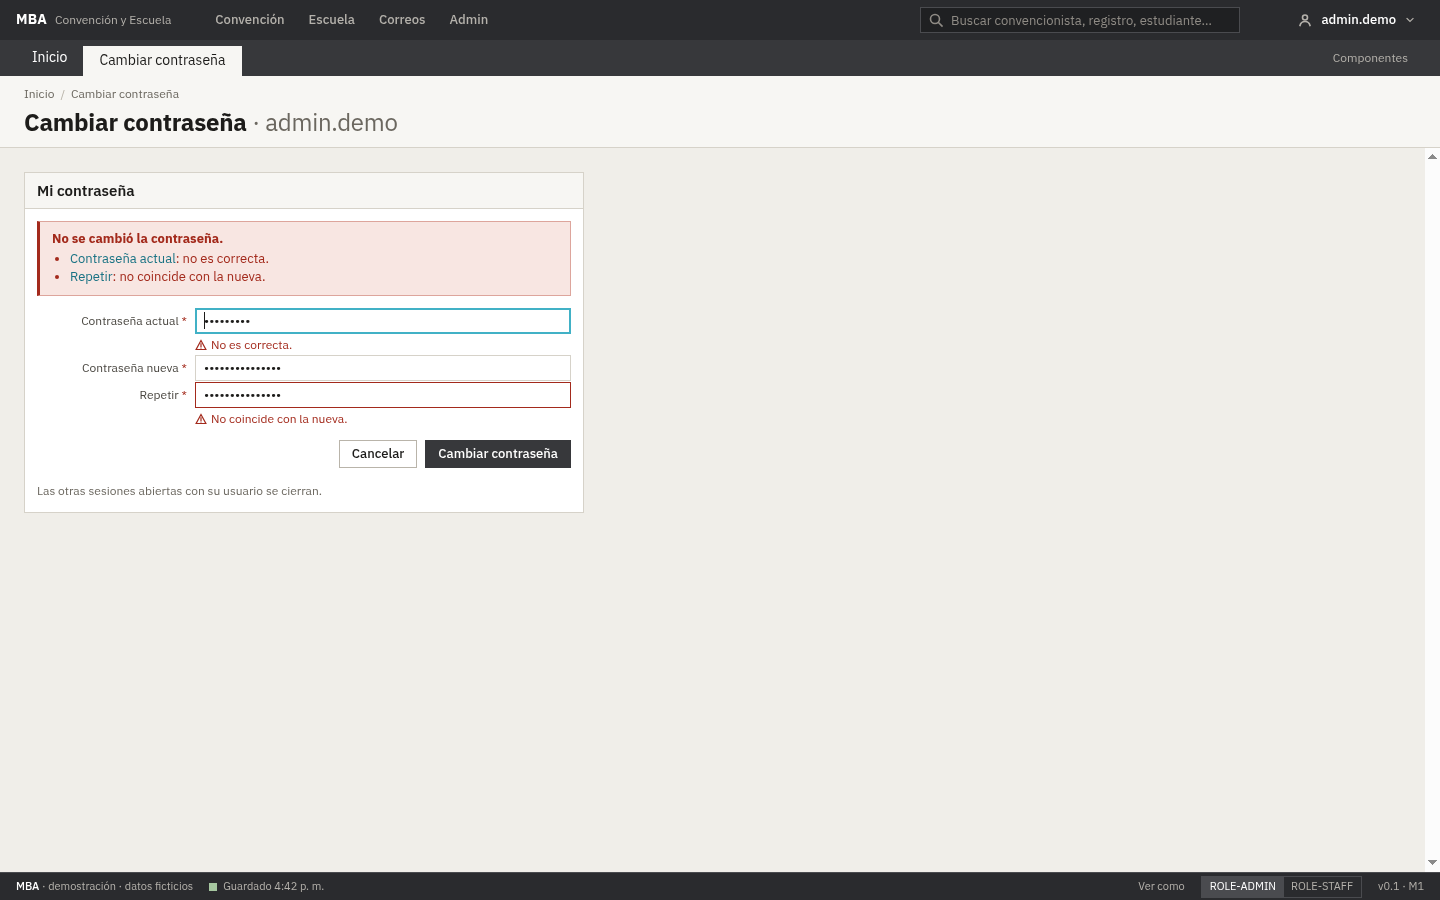 MBA Convención y Escuela Convención Escuela Correos Admin Buscar convencionista, registro, estudiante... admin.demo
Inicio Cambiar contraseña Componentes
Inicio / Cambiar contraseña
Cambiar contraseña · admin.demo
Mi contraseña
No se cambió la contraseña.
• Contraseña actual: no es correcta.
• Repetir: no coincide con la nueva.
Contraseña actual * •••••••••
No es correcta.
Contraseña nueva * •••••••••••••••
Repetir * •••••••••••••••
No coincide con la nueva.
Cancelar Cambiar contraseña
Las otras sesiones abiertas con su usuario se cierran.
MBA · demostración · datos ficticios Guardado 4:42 p. m. Ver como ROLE-ADMIN ROLE-STAFF v0.1 · M1